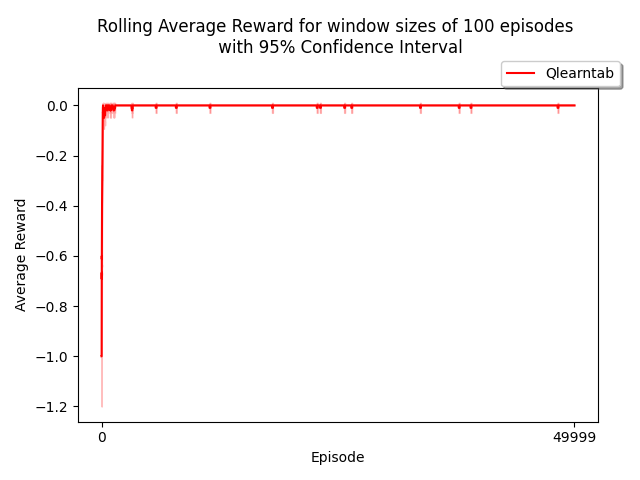 Rolling Average Reward for window sizes of 100 episodes
with 95% Confidence Interval
Qlearntab
0.0
−0.2
−0.4
−0.6
−0.8
−1.0
−1.2
Average Reward
0
49999
Episode